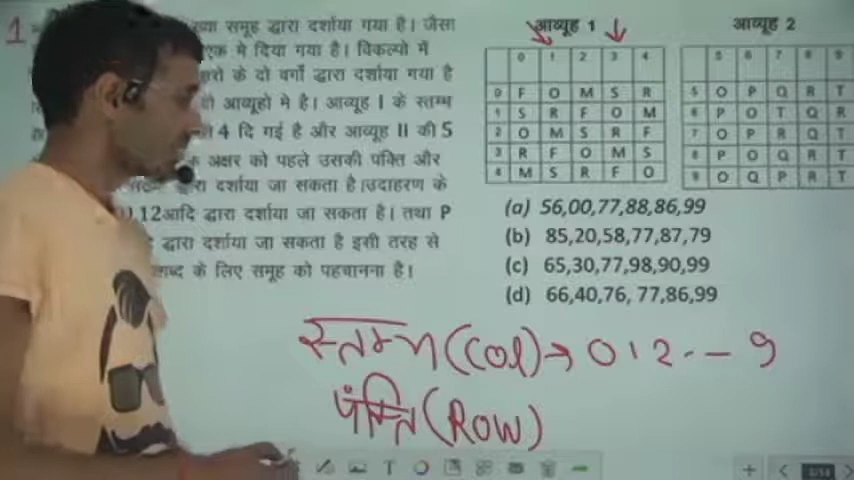 1
ख्या समूह द्वारा दर्शाया गया है। जैसा
एक मे दिया गया है। विकल्पो में
के दो वर्गो द्वारा दर्शाया गया है
आव्यूहो मे है। आव्यूह I के स्तम्भ
4 दि गई है और आव्यूह II की 5
अक्षर को पहले उसकी पंक्ति और
द्वारा दर्शाया जा सकता है।उदाहरण के
12आदि द्वारा दर्शाया जा सकता है। तथा P
द्वारा दर्शाया जा सकता है इसी तरह से
के लिए समूह को पहचानना है।
आव्यूह 1
0 1 2 3 4
0 F O M S R
1 S R F O M
2 O M S R F
3 R F O M S
4 M S R F O
आव्यूह 2
5 6 7 8 9
5 O P Q R T
6 P O T Q R
7 O P R Q T
8 P O Q R T
9 O Q P R T
(a) 56,00,77,88,86,99
(b) 85,20,58,77,87,79
(c) 65,30,77,98,90,99
(d) 66,40,76, 77,86,99
स्तम्भ (COl) → 0 1 2 - - 9
पंक्ति (ROW)